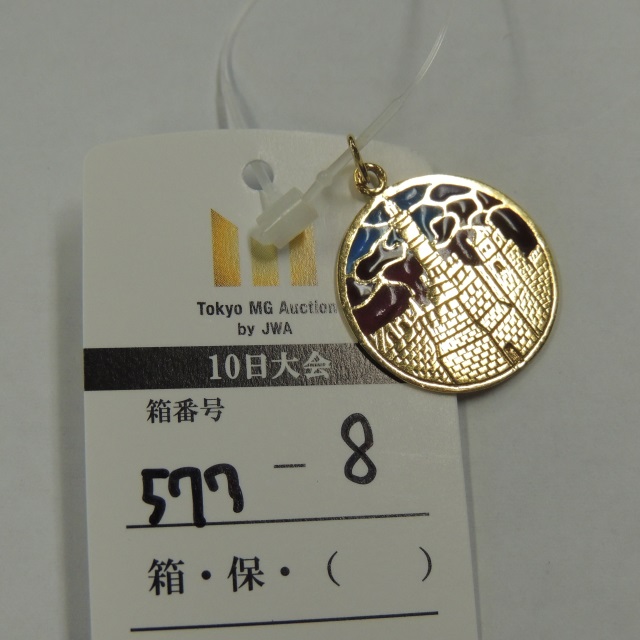 Tokyo MG Auction
by JWA
10日大会
箱番号
577 - 8
箱・保・（　　）